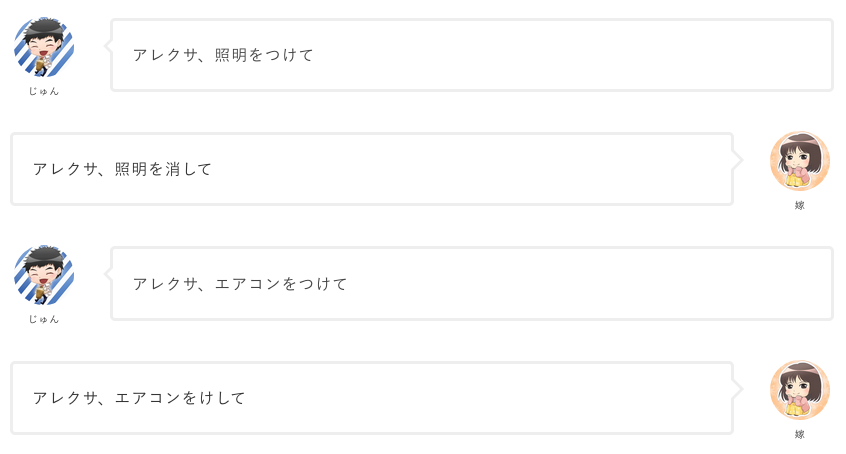 アレクサ、照明をつけて
じゅん
アレクサ、照明を消して
嫁
アレクサ、エアコンをつけて
じゅん
アレクサ、エアコンをけして
嫁